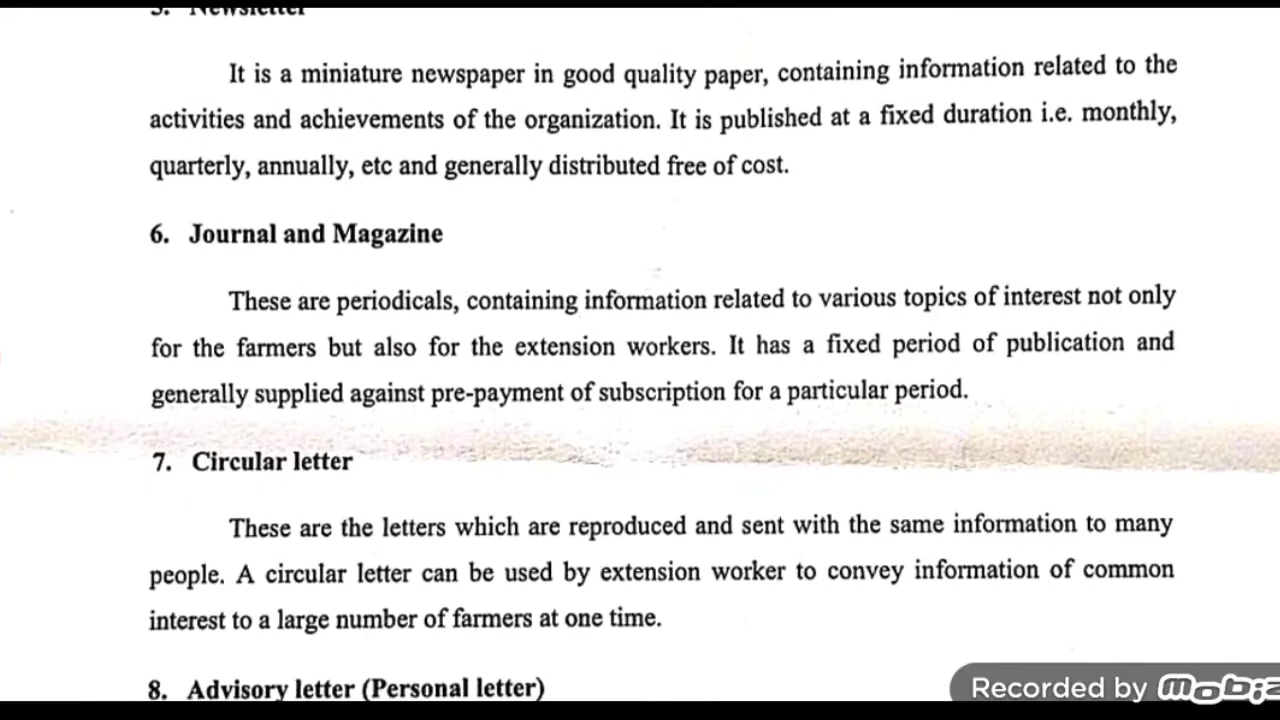 5. Newsletter
It is a miniature newspaper in good quality paper, containing information related to the
activities and achievements of the organization. It is published at a fixed duration i.e. monthly,
quarterly, annually, etc and generally distributed free of cost.
6. Journal and Magazine
These are periodicals, containing information related to various topics of interest not only
for the farmers but also for the extension workers. It has a fixed period of publication and
generally supplied against pre-payment of subscription for a particular period.
7. Circular letter
These are the letters which are reproduced and sent with the same information to many
people. A circular letter can be used by extension worker to convey information of common
interest to a large number of farmers at one time.
8. Advisory letter (Personal letter)
Recorded by